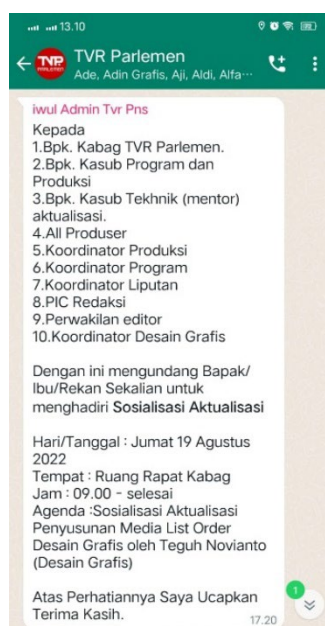 13.10
TVR Parlemen
Ade, Adin Grafis, Aji, Aldi, Alfa...
iwul Admin Tvr Pns
Kepada
1.Bpk. Kabag TVR Parlemen.
2.Bpk. Kasub Program dan
Produksi
3.Bpk. Kasub Tekhnik (mentor)
aktualisasi.
4.All Produser
5.Koordinator Produksi
6.Koordinator Program
7.Koordinator Liputan
8.PIC Redaksi
9.Perwakilan editor
10.Koordinator Desain Grafis
Dengan ini mengundang Bapak/
Ibu/Rekan Sekalian untuk
menghadiri Sosialisasi Aktualisasi
Hari/Tanggal : Jumat 19 Agustus
2022
Tempat : Ruang Rapat Kabag
Jam : 09.00 - selesai
Agenda :Sosialisasi Aktualisasi
Penyusunan Media List Order
Desain Grafis oleh Teguh Novianto
(Desain Grafis)
Atas Perhatiannya Saya Ucapkan
Terima Kasih.
17.20
1